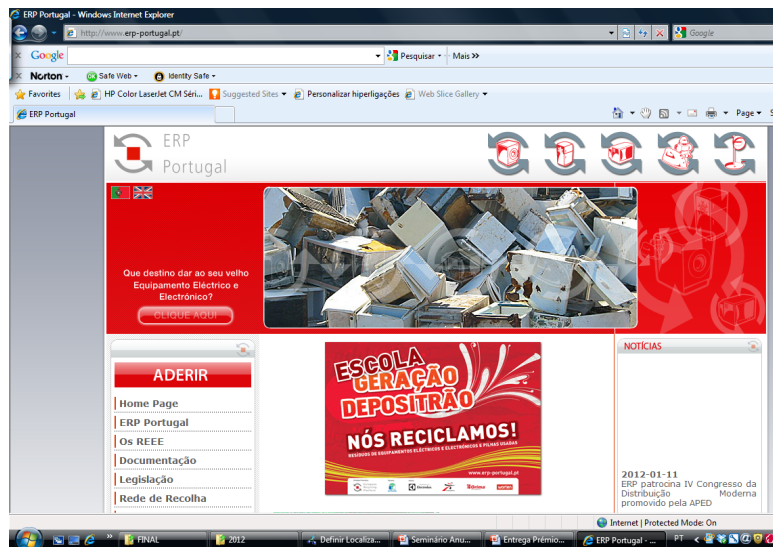 ERP Portugal - Windows Internet Explorer
http://www.erp-portugal.pt/
Google
Google
Pesquisar
Mais >>
Norton
Safe Web
Identity Safe
Favorites
HP Color LaserJet CM Séri...
Suggested Sites
Personalizar hiperligações
Web Slice Gallery
ERP Portugal
Page
ERP
Portugal
Que destino dar ao seu velho
Equipamento Eléctrico e
Electrónico?
CLIQUE AQUI
ADERIR
Home Page
ERP Portugal
Os REEE
Documentação
Legislação
Rede de Recolha
ESCOLA
GERAÇÃO
DEPOSITRÃO
NÓS RECICLAMOS!
RESÍDUOS DE EQUIPAMENTOS ELÉCTRICOS E ELECTRÓNICOS E PILHAS USADAS
www.erp-portugal.pt
Electrolux
NOTÍCIAS
2012-01-11
ERP patrocina IV Congresso da
Distribuição Moderna
promovido pela APED
Internet | Protected Mode: On
FINAL
2012
Definir Localiza...
Seminário Anu...
Entrega Prémio...
ERP Portugal - ...
PT